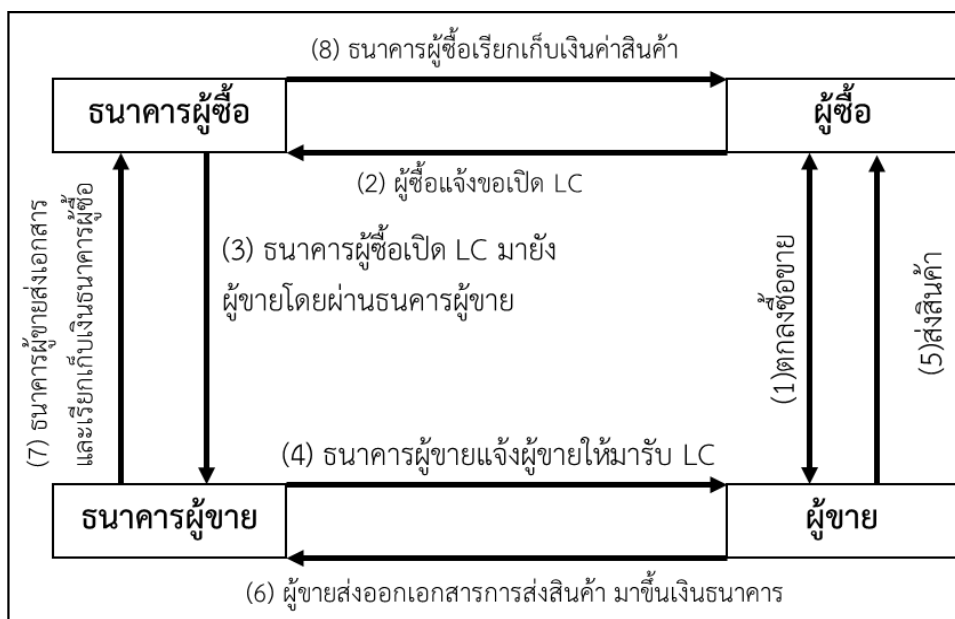 (8) ธนาคารผู้ซื้อเรียกเก็บเงินค่าสินค้า
ธนาคารผู้ซื้อ
ผู้ซื้อ
(2) ผู้ซื้อแจ้งขอเปิด LC
(7) ธนาคารผู้ขายส่งเอกสาร
และเรียกเก็บเงินธนาคารผู้ซื้อ
(3) ธนาคารผู้ซื้อเปิด LC มายัง
ผู้ขายโดยผ่านธนคารผู้ขาย
(1)ตกลงซื้อขาย
(5)ส่งสินค้า
(4) ธนาคารผู้ขายแจ้งผู้ขายให้มารับ LC
ธนาคารผู้ขาย
ผู้ขาย
(6) ผู้ขายส่งออกเอกสารการส่งสินค้า มาขึ้นเงินธนาคาร